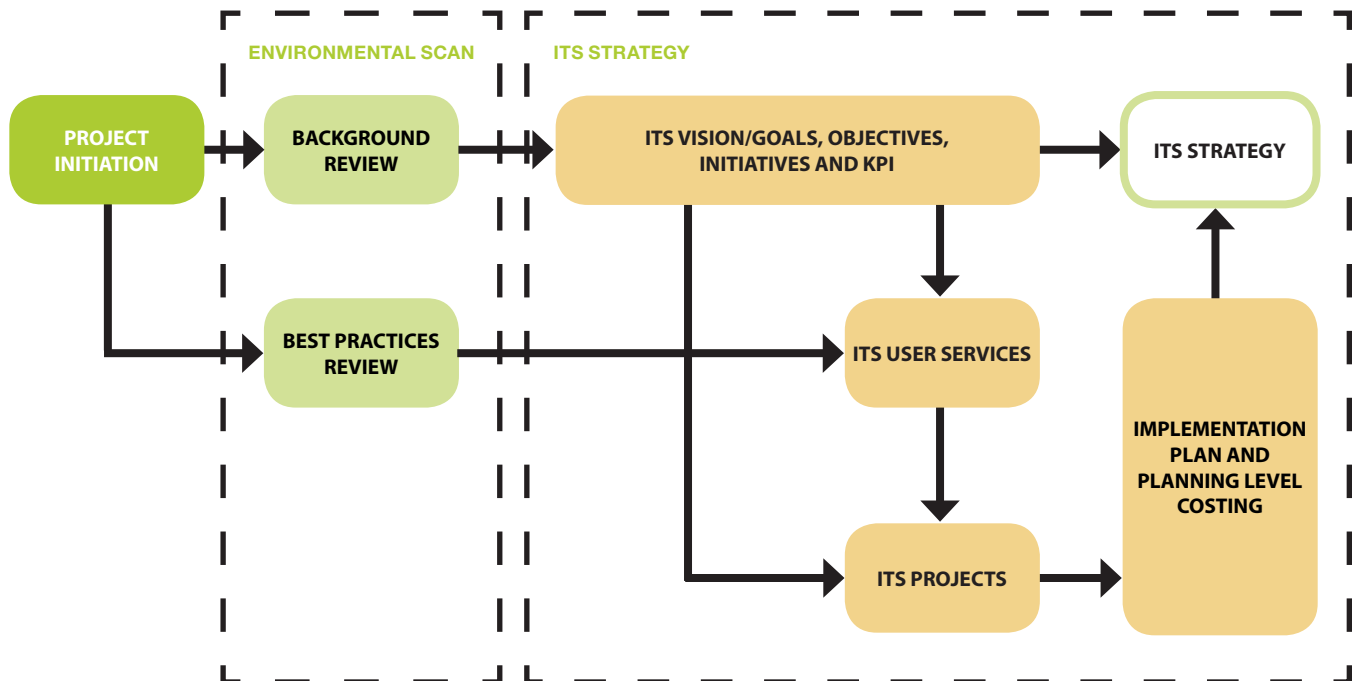 ENVIRONMENTAL SCAN
ITS STRATEGY
PROJECT
INITIATION
BACKGROUND
REVIEW
ITS VISION/GOALS, OBJECTIVES,
INITIATIVES AND KPI
ITS STRATEGY
BEST PRACTICES
REVIEW
ITS USER SERVICES
IMPLEMENTATION
PLAN AND
PLANNING LEVEL
COSTING
ITS PROJECTS